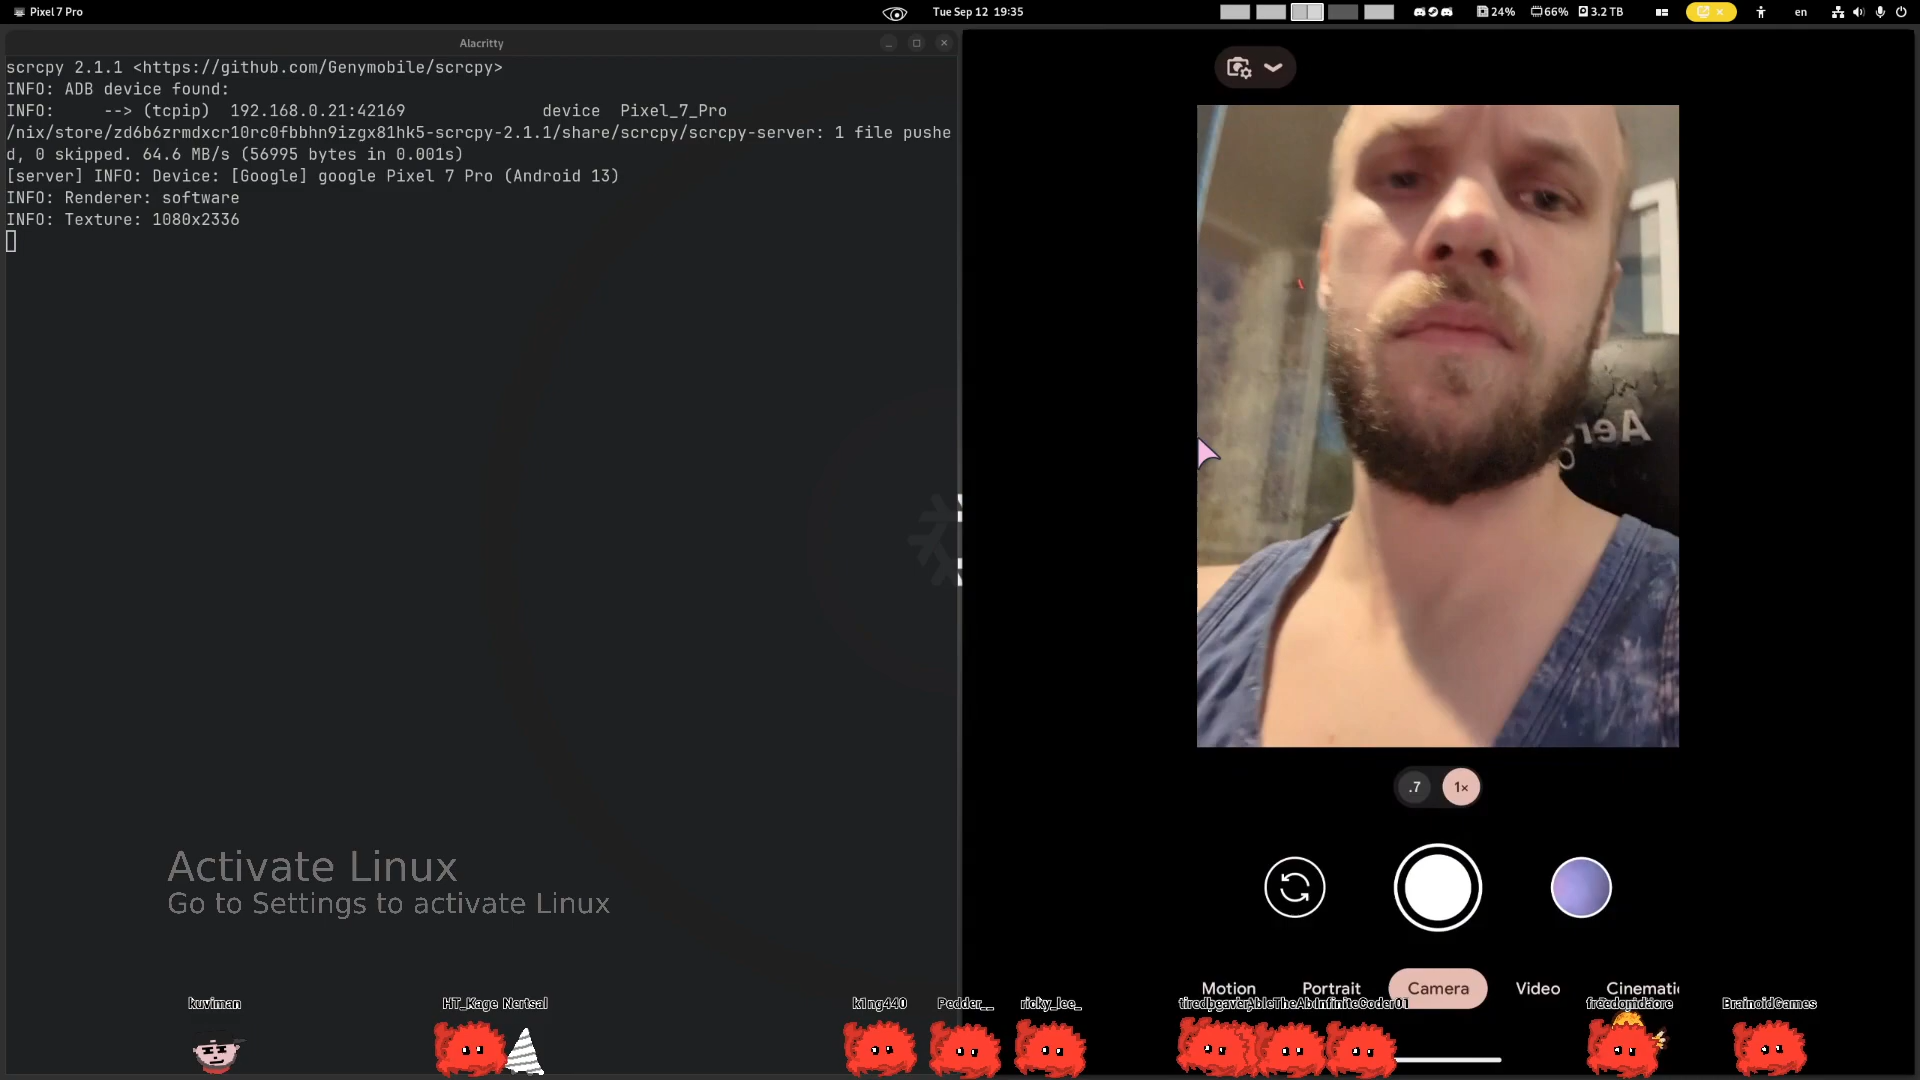 Pixel 7 Pro
Tue Sep 12 19:35
24%
66%
3.2 TB
en
Alacritty
scrcpy 2.1.1 <https://github.com/Genymobile/scrcpy>
INFO: ADB device found:
INFO:     --> (tcpip)  192.168.0.21:42169              device  Pixel_7_Pro
/nix/store/zd6b6zrmdxcr10rc0fbbhn9izgx81hk5-scrcpy-2.1.1/share/scrcpy/scrcpy-server: 1 file pushe
d, 0 skipped. 64.6 MB/s (56995 bytes in 0.001s)
[server] INFO: Device: [Google] google Pixel 7 Pro (Android 13)
INFO: Renderer: software
INFO: Texture: 1080x2336
Aer
.7
1×
Activate Linux
Go to Settings to activate Linux
Motion
Portrait
Camera
Video
Cinemati
kuviman
HT_Kage
Nertsal
k1ng440
Pedder__
ricky_lee_
InfiniteCoder01
BrainoidGames